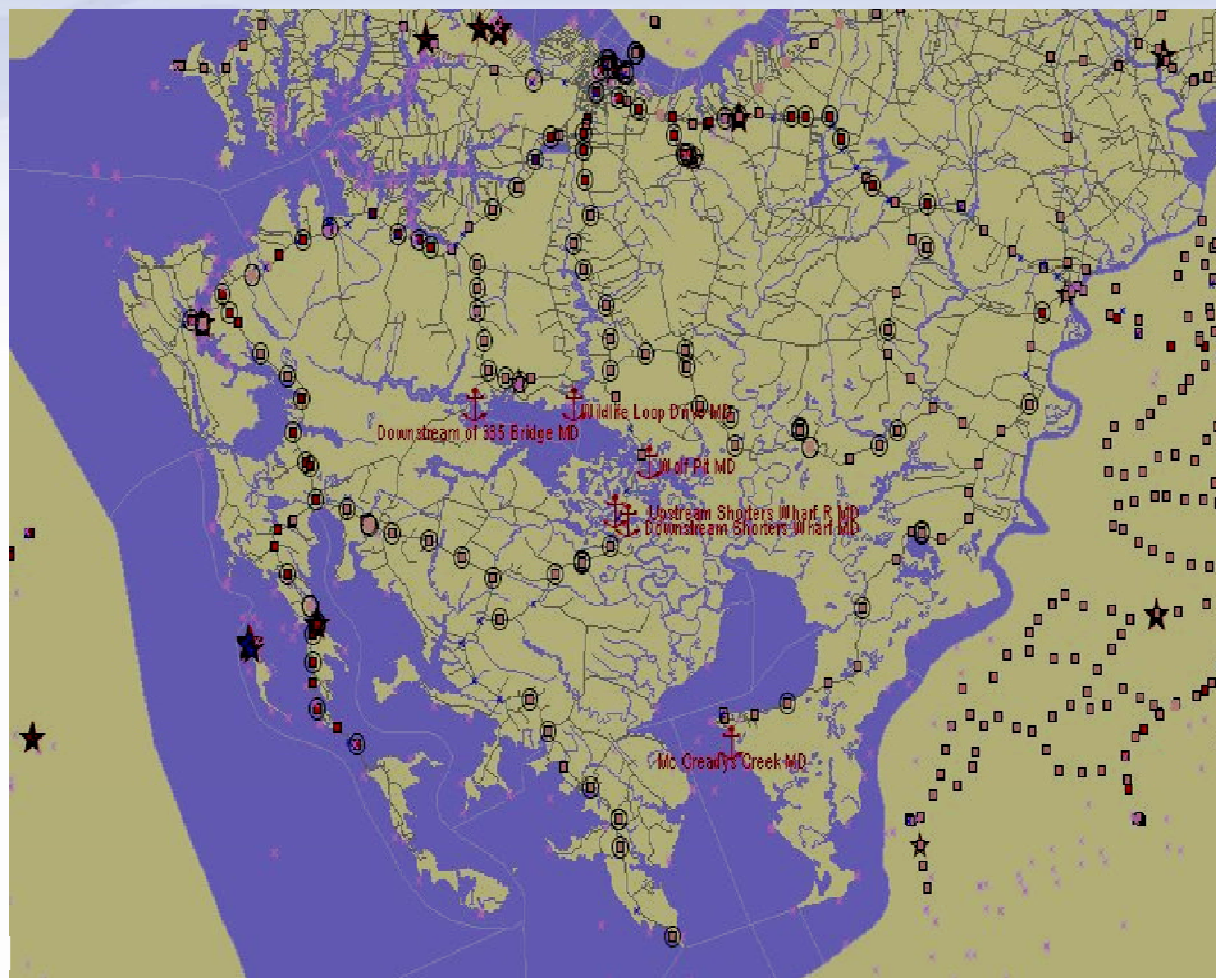 Wildlife Loop Drive MD
Downstream of 335 Bridge MD
Wolf Pit MD
Upstream Shorters Wharf R MD
Downstream Shorters Wharf MD
Mc Creadys Creek MD